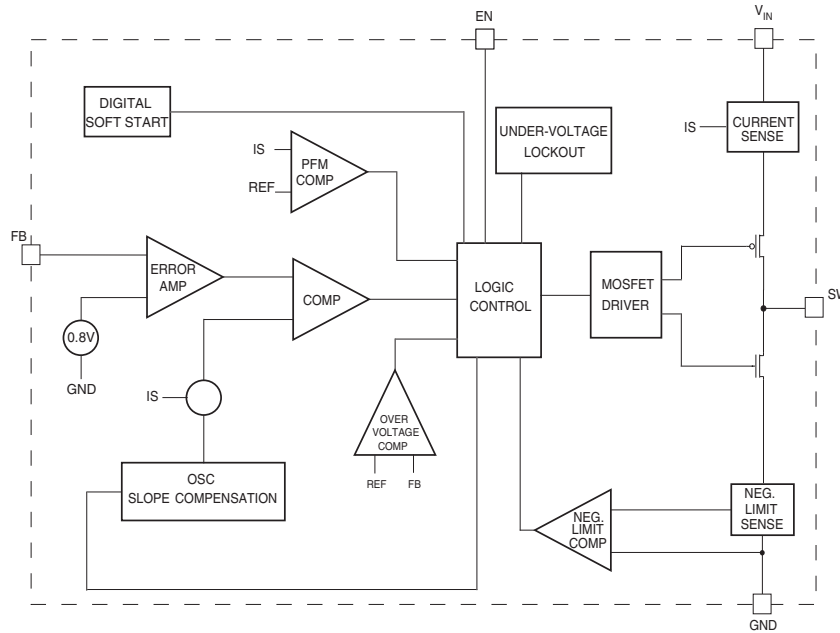 EN
VIN
DIGITAL
SOFT START
UNDER-VOLTAGE
LOCKOUT
IS
CURRENT
SENSE
IS
PFM
COMP
REF
FB
ERROR
AMP
COMP
LOGIC
CONTROL
MOSFET
DRIVER
SW
0.8V
GND
IS
OVER
VOLTAGE
COMP
REF
FB
OSC
SLOPE COMPENSATION
NEG.
LIMIT
COMP
NEG.
LIMIT
SENSE
GND